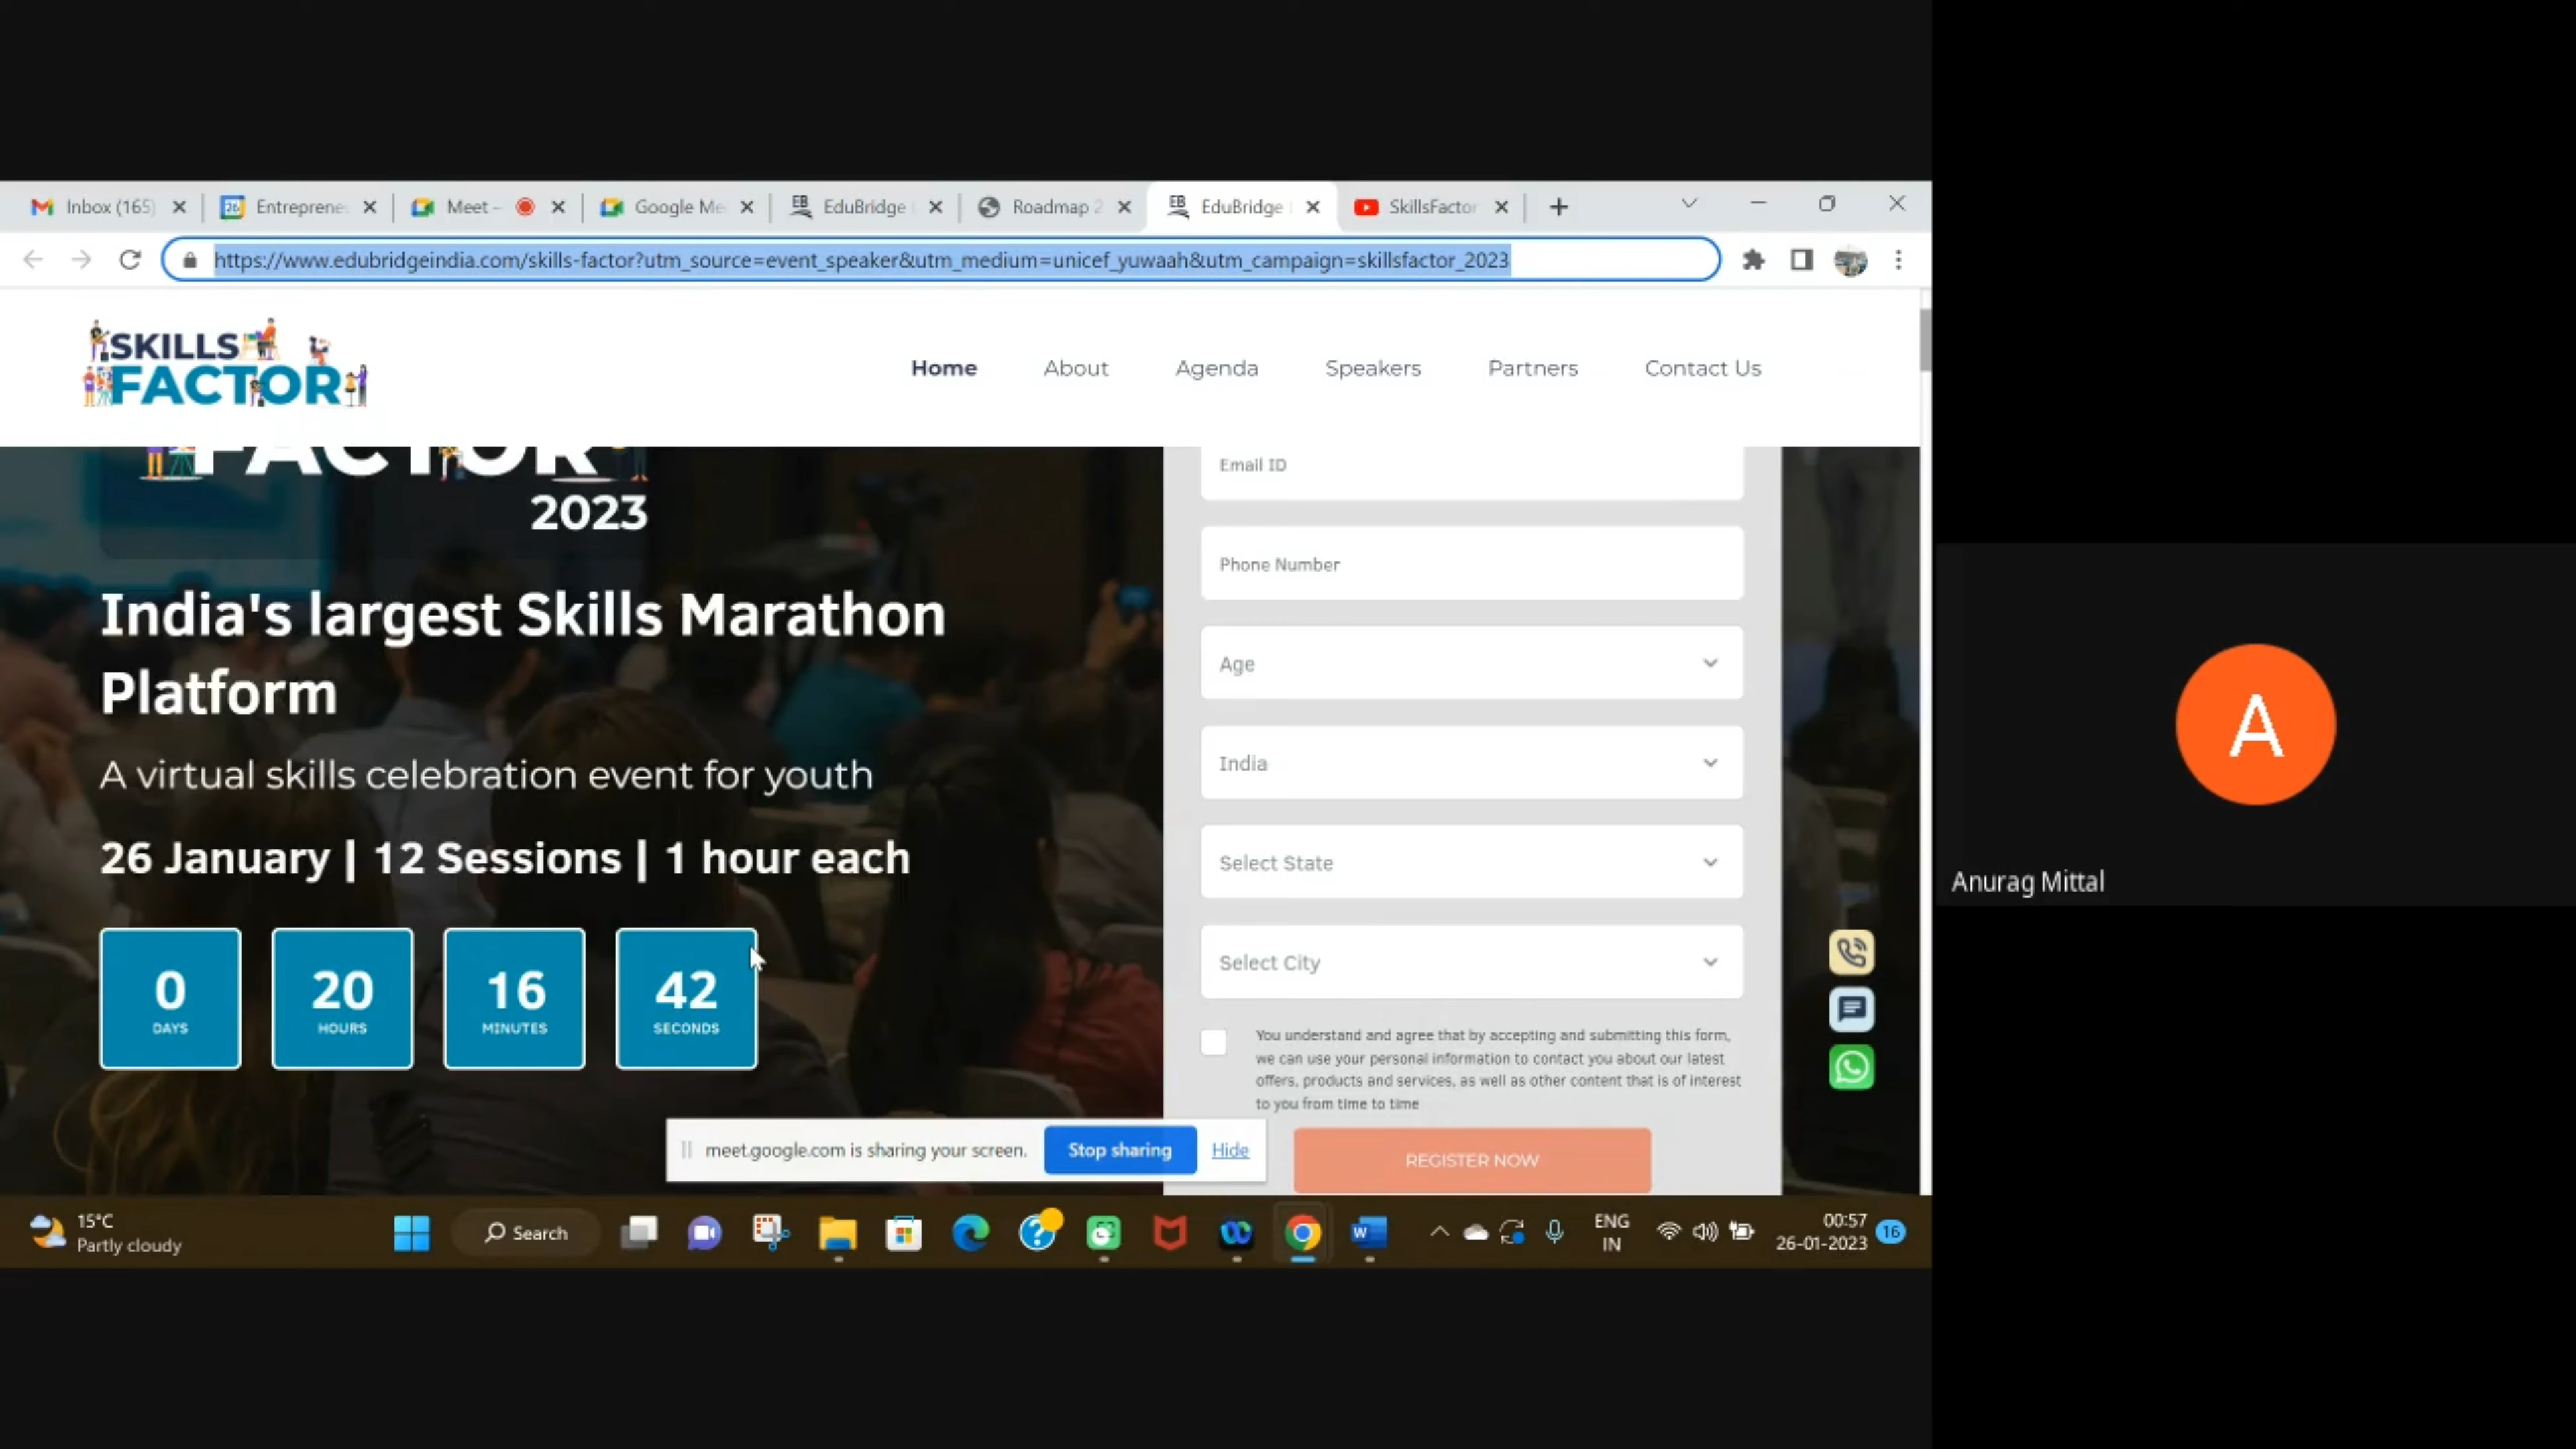 Inbox (165)
Entreprene
Meet -
Google Me
EB
EduBridge
Roadmap 2
EB
EduBridge
SkillsFactor
https://www.edubridgeindia.com/skills-factor?utm_source=event_speaker&utm_medium=unicef_yuwaah&utm_campaign=skillsfactor_2023
SKILLS
FACTOR
Home
About
Agenda
Speakers
Partners
Contact Us
FACTOR
2023
India's largest Skills Marathon
Platform
A virtual skills celebration event for youth
26 January | 12 Sessions | 1 hour each
0
DAYS
20
HOURS
16
MINUTES
42
SECONDS
Email ID
Phone Number
Age
India
Select State
Select City
You understand and agree that by accepting and submitting this form,
we can use your personal information to contact you about our latest
offers, products and services, as well as other content that is of interest
to you from time to time
REGISTER NOW
meet.google.com is sharing your screen.
Stop sharing
Hide
A
Anurag Mittal
15°C
Partly cloudy
Search
ENG
IN
00:57
26-01-2023
16